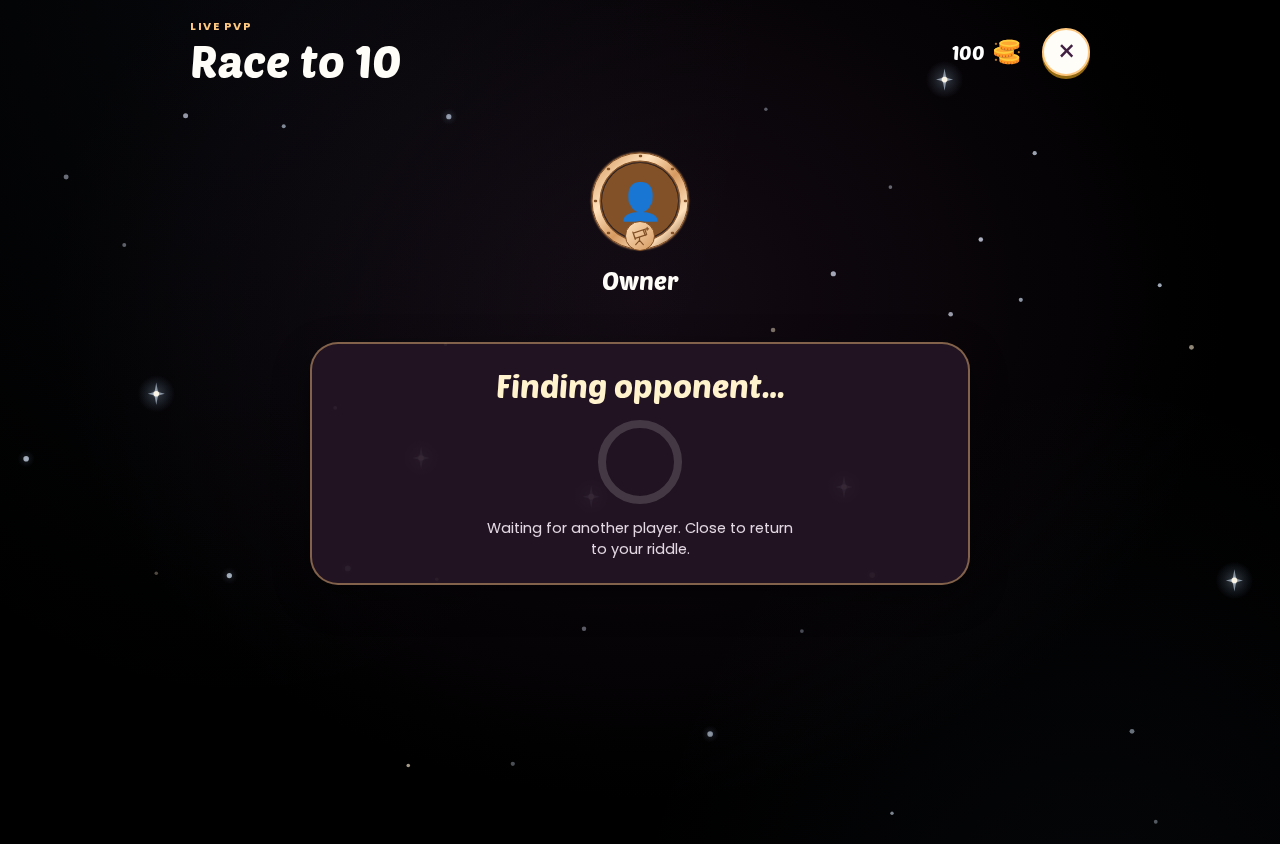 LIVE PVP
Race to 10
100
Owner
Finding opponent...
Waiting for another player. Close to return
to your riddle.